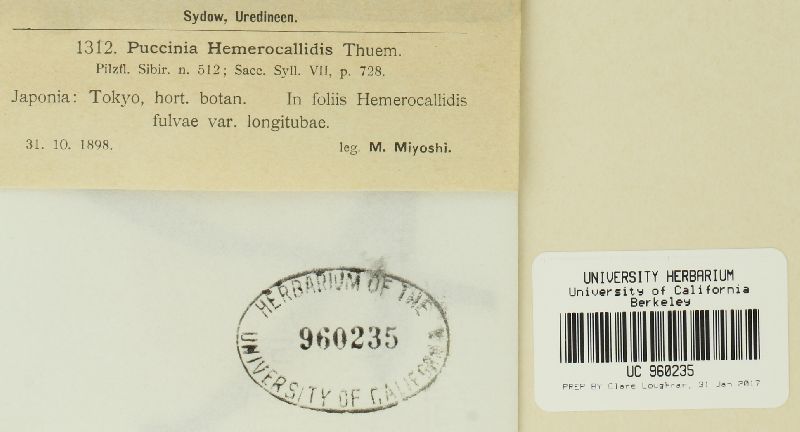 Sydow, Uredineen.
1312. Puccinia Hemerocallidis Thuem.
Pilzfl. Sibir. n. 512; Sacc. Syll. VII, p. 728.
Japonia: Tokyo, hort. botan. In foliis Hemerocallidis
fulvae var. longitubae.
31. 10. 1898. leg. M. Miyoshi.
HERBARIUM OF THE
960235
UNIVERSITY OF CALIFORNIA
UNIVERSITY HERBARIUM
University of California
Berkeley
UC 960235
PREP BY Clare Loughran, 31 Jan 2017